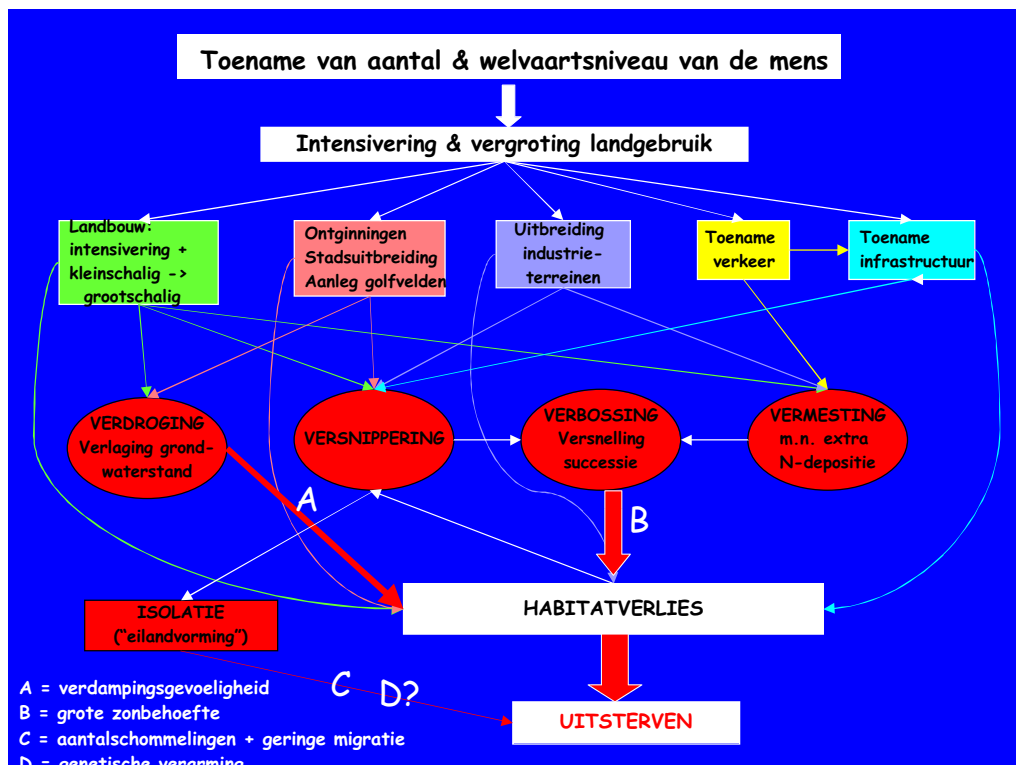 Toename van aantal & welvaartsniveau van de mens
Intensivering & vergroting landgebruik
Landbouw:
intensivering +
kleinschalig ->
grootschalig
Ontginningen
Stadsuitbreiding
Aanleg golfvelden
Uitbreiding
industrie-
terreinen
Toename
verkeer
Toename
infrastructuur
VERDROGING
Verlaging grond-
waterstand
VERSNIPPERING
VERBOSSING
Versnelling
successie
VERMESTING
m.n. extra
N-depositie
A
B
ISOLATIE
("eilandvorming")
HABITATVERLIES
C
D?
UITSTERVEN
A = verdampingsgevoeligheid
B = grote zonbehoefte
C = aantalschommelingen + geringe migratie
D = genetische verarming